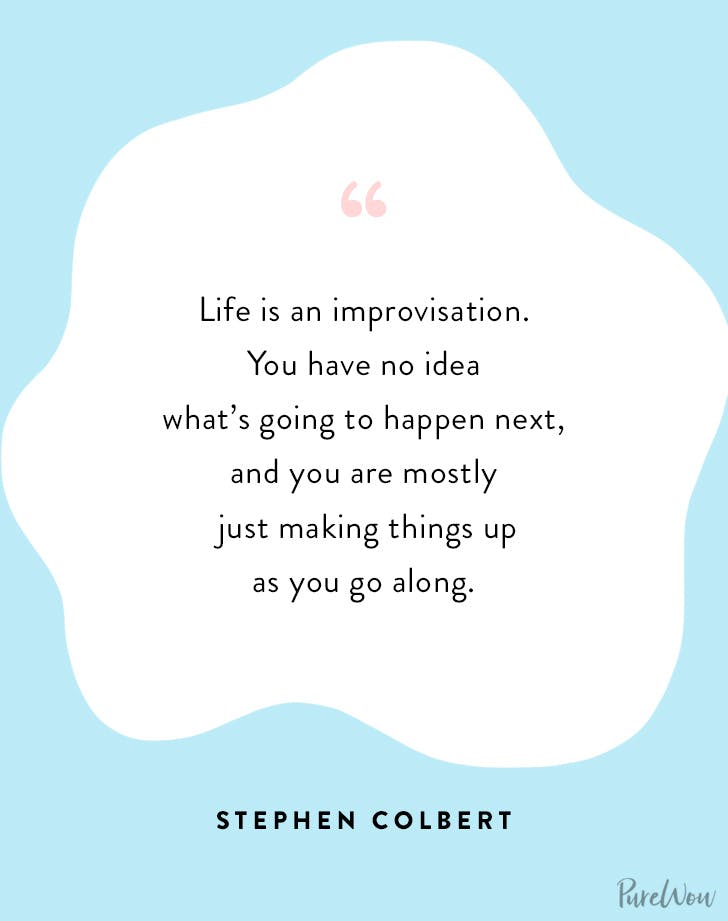 “
Life is an improvisation.
You have no idea
what’s going to happen next,
and you are mostly
just making things up
as you go along.
STEPHEN COLBERT
PureWow